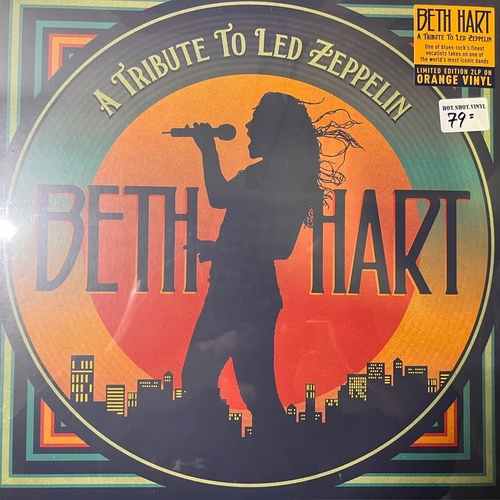 A TRIBUTE TO LED ZEPPELIN
BETH HART
BETH HART
A TRIBUTE TO LED ZEPPELIN
One of blues-rock's finest
vocalists takes on one of
the world's most iconic bands
LIMITED EDITION 2LP ON
ORANGE VINYL
HOT.SHOT.VINYL
79=